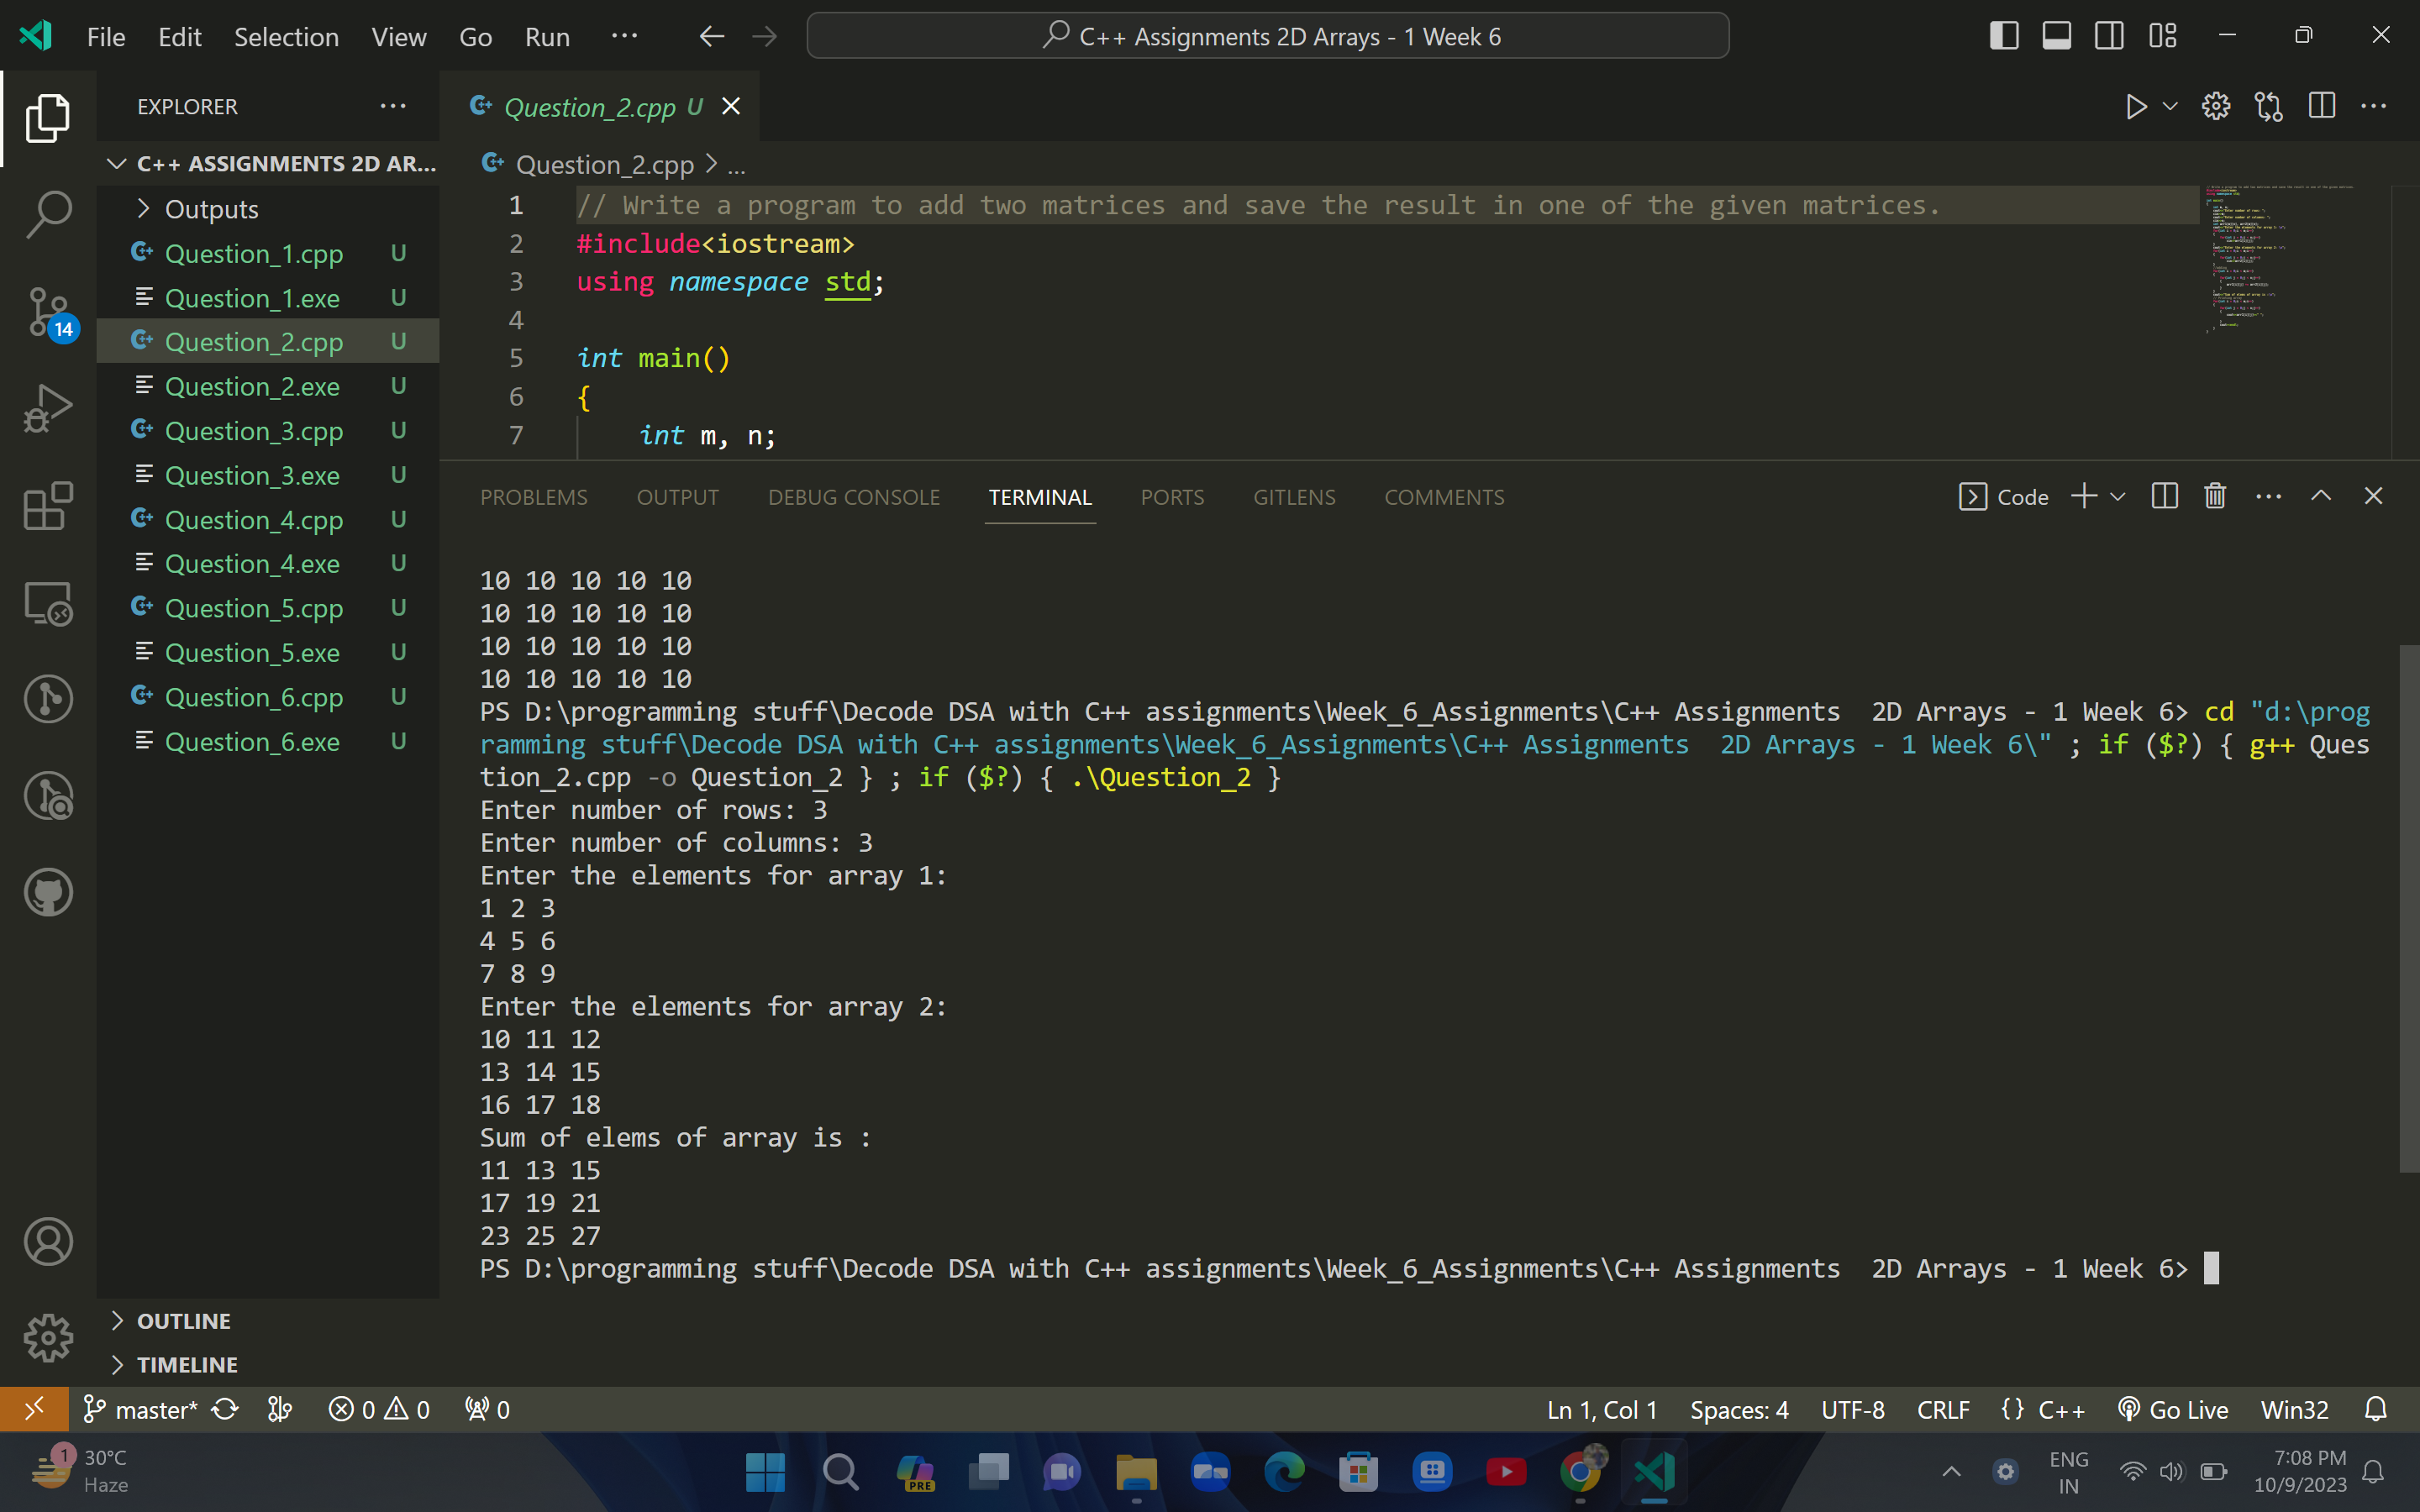 File Edit Selection View Go Run ···
C++ Assignments 2D Arrays - 1 Week 6
EXPLORER
C++ ASSIGNMENTS 2D AR...
Outputs
Question_1.cpp U
Question_1.exe U
Question_2.cpp U
Question_2.exe U
Question_3.cpp U
Question_3.exe U
Question_4.cpp U
Question_4.exe U
Question_5.cpp U
Question_5.exe U
Question_6.cpp U
Question_6.exe U
OUTLINE
TIMELINE
14
Question_2.cpp U
Question_2.cpp > ...
1 // Write a program to add two matrices and save the result in one of the given matrices.
2 #include<iostream>
3 using namespace std;
4
5 int main()
6 {
7 int m, n;
PROBLEMS OUTPUT DEBUG CONSOLE TERMINAL PORTS GITLENS COMMENTS
Code
10 10 10 10 10
10 10 10 10 10
10 10 10 10 10
10 10 10 10 10
PS D:\programming stuff\Decode DSA with C++ assignments\Week_6_Assignments\C++ Assignments  2D Arrays - 1 Week 6> cd "d:\prog
ramming stuff\Decode DSA with C++ assignments\Week_6_Assignments\C++ Assignments  2D Arrays - 1 Week 6\" ; if ($?) { g++ Ques
tion_2.cpp -o Question_2 } ; if ($?) { .\Question_2 }
Enter number of rows: 3
Enter number of columns: 3
Enter the elements for array 1:
1 2 3
4 5 6
7 8 9
Enter the elements for array 2:
10 11 12
13 14 15
16 17 18
Sum of elems of array is :
11 13 15
17 19 21
23 25 27
PS D:\programming stuff\Decode DSA with C++ assignments\Week_6_Assignments\C++ Assignments  2D Arrays - 1 Week 6>
master* 0 0 0
Ln 1, Col 1 Spaces: 4 UTF-8 CRLF {} C++ Go Live Win32
1
30°C
Haze
PRE
ENG
IN
7:08 PM
10/9/2023